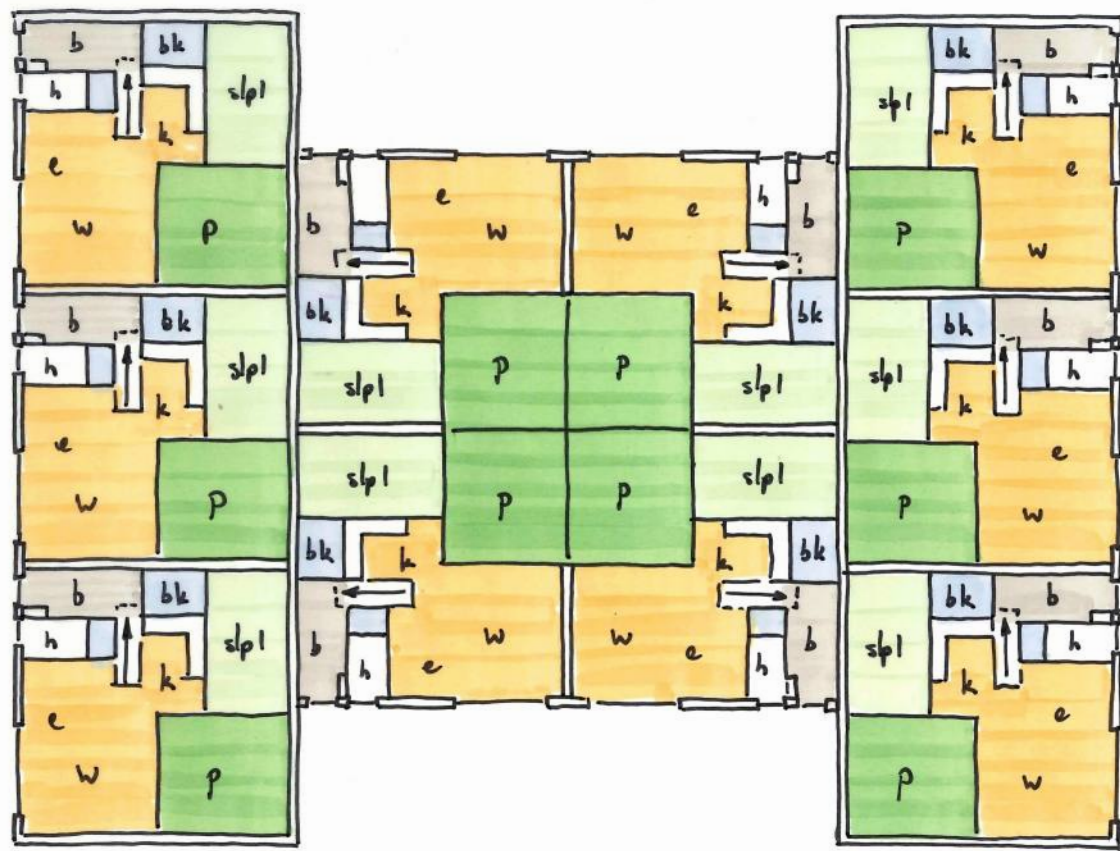 b bk bk b
h slpl slpl h
k k
e e
e e h
w p b w w b p w
bk k k bk
b bk bk b
h slpl slpl p p slpl slpl h
k k
e e
slpl slpl
w p p p p w
bk k k bk
b bk bk b
h slpl b w w b slpl h
h e e h
k k
e e
w p p w